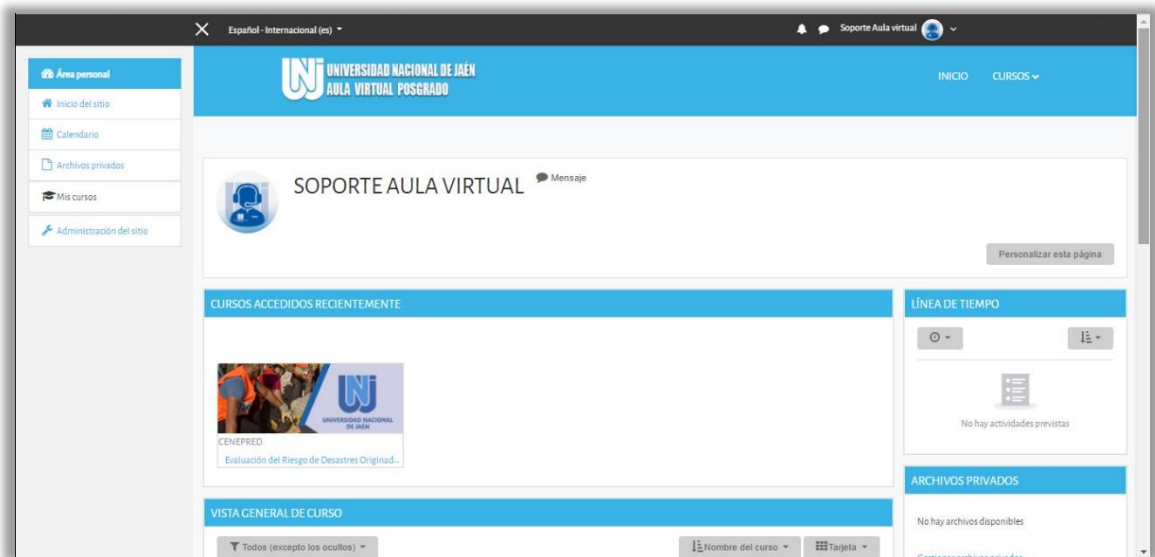 Español - Internacional (es)
Soporte Aula virtual
Área personal
Inicio del sitio
Calendario
Archivos privados
Mis cursos
Administración del sitio
UNJ
UNIVERSIDAD NACIONAL DE JAÉN
AULA VIRTUAL POSGRADO
INICIO
CURSOS
SOPORTE AULA VIRTUAL
Mensaje
Personalizar esta página
CURSOS ACCEDIDOS RECIENTEMENTE
UNJ
UNIVERSIDAD NACIONAL
DE JAÉN
CENEPRED
Evaluación del Riesgo de Desastres Originad...
VISTA GENERAL DE CURSO
Todos (excepto los ocultos)
Nombre del curso
Tarjeta
LÍNEA DE TIEMPO
No hay actividades previstas
ARCHIVOS PRIVADOS
No hay archivos disponibles